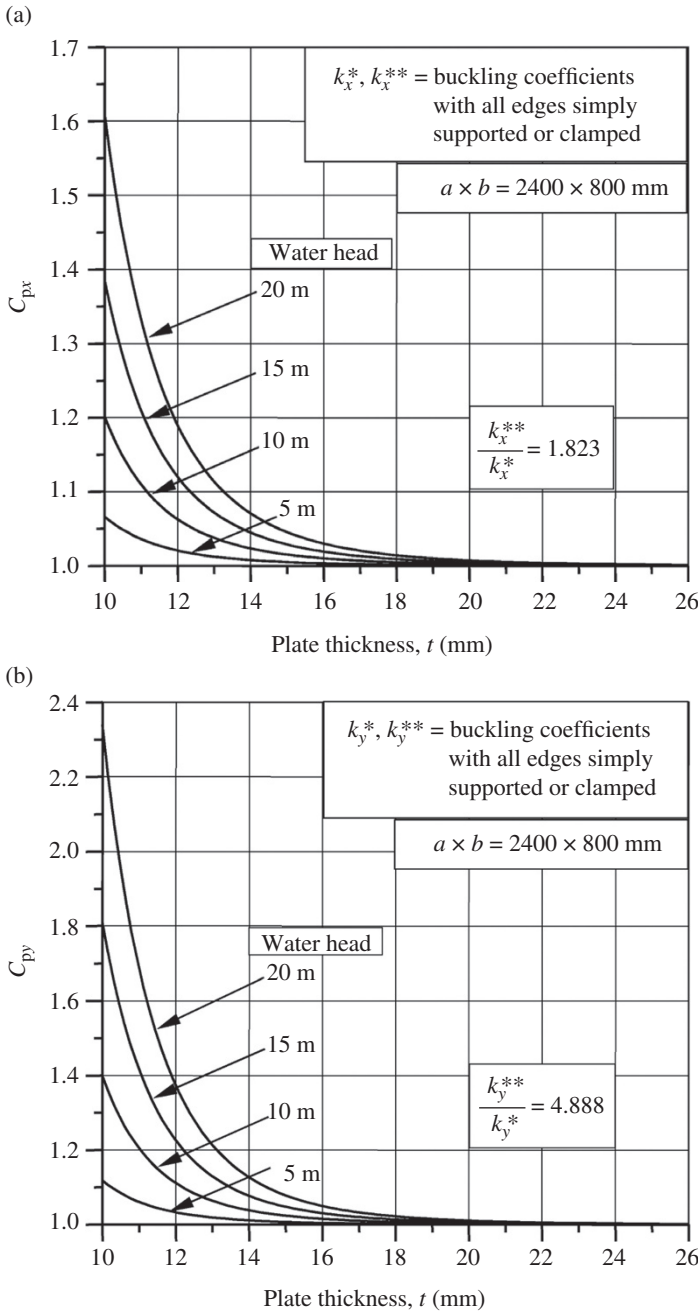 (a)
1.7
1.6
1.5
1.4
1.3
1.2
1.1
1.0
C_px
k_x*, k_x** = buckling coefficients
with all edges simply
supported or clamped
a × b = 2400 × 800 mm
Water head
20 m
15 m
10 m
5 m
k_x**
k_x*
= 1.823
10 12 14 16 18 20 22 24 26
Plate thickness, t (mm)
(b)
2.4
2.2
2.0
1.8
1.6
1.4
1.2
1.0
C_py
k_y*, k_y** = buckling coefficients
with all edges simply
supported or clamped
a × b = 2400 × 800 mm
Water head
20 m
15 m
10 m
5 m
k_y**
k_y*
= 4.888
10 12 14 16 18 20 22 24 26
Plate thickness, t (mm)